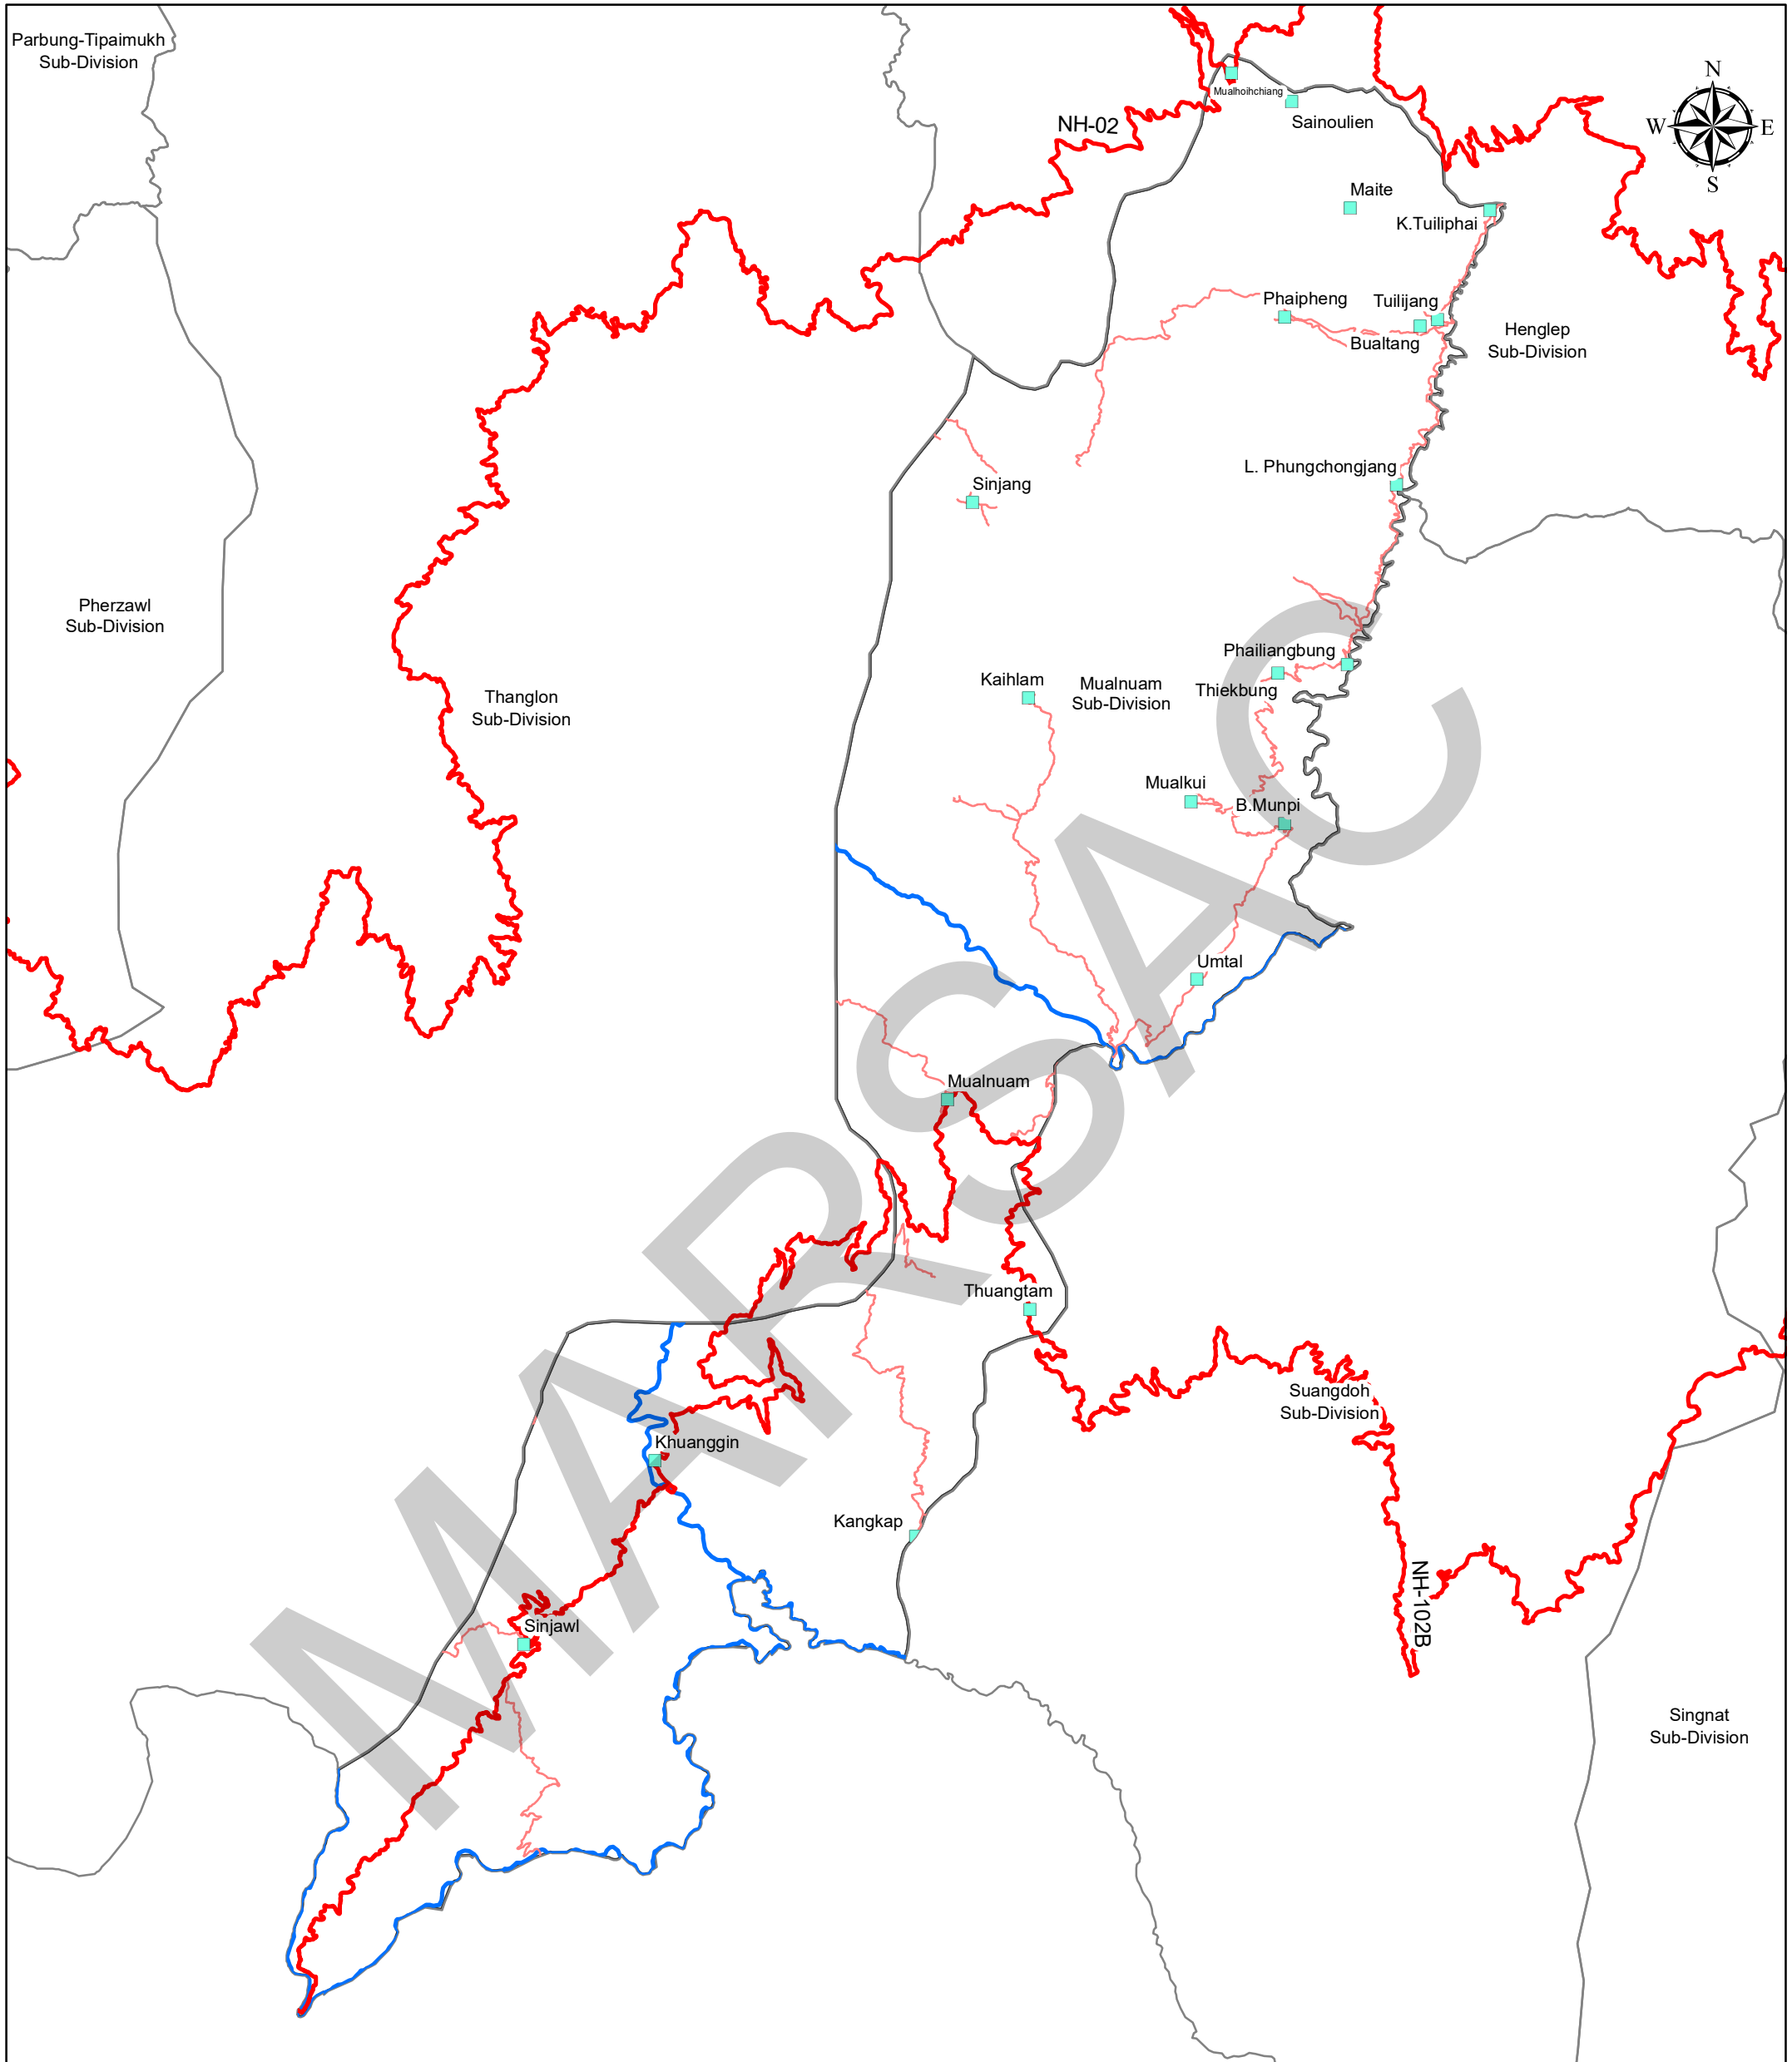 Parbung-Tipaimukh
Sub-Division
N
W
E
S
NH-02
Mualhoihchiang
Sainoulien
Maite
K.Tuiliphai
Phaipheng
Tuilijang
Bualtang
Henglep
Sub-Division
L. Phungchongjang
Sinjang
Pherzawl
Sub-Division
Thanglon
Sub-Division
Kaihlam
Mualnuam
Sub-Division
Phailiangbung
Thiekbung
Mualkui
B.Munpi
Umtal
Mualnuam
Thuangtam
Suangdoh
Sub-Division
Khuanggin
Kangkap
NH-102B
Sinjawl
Singnat
Sub-Division
MARSAC